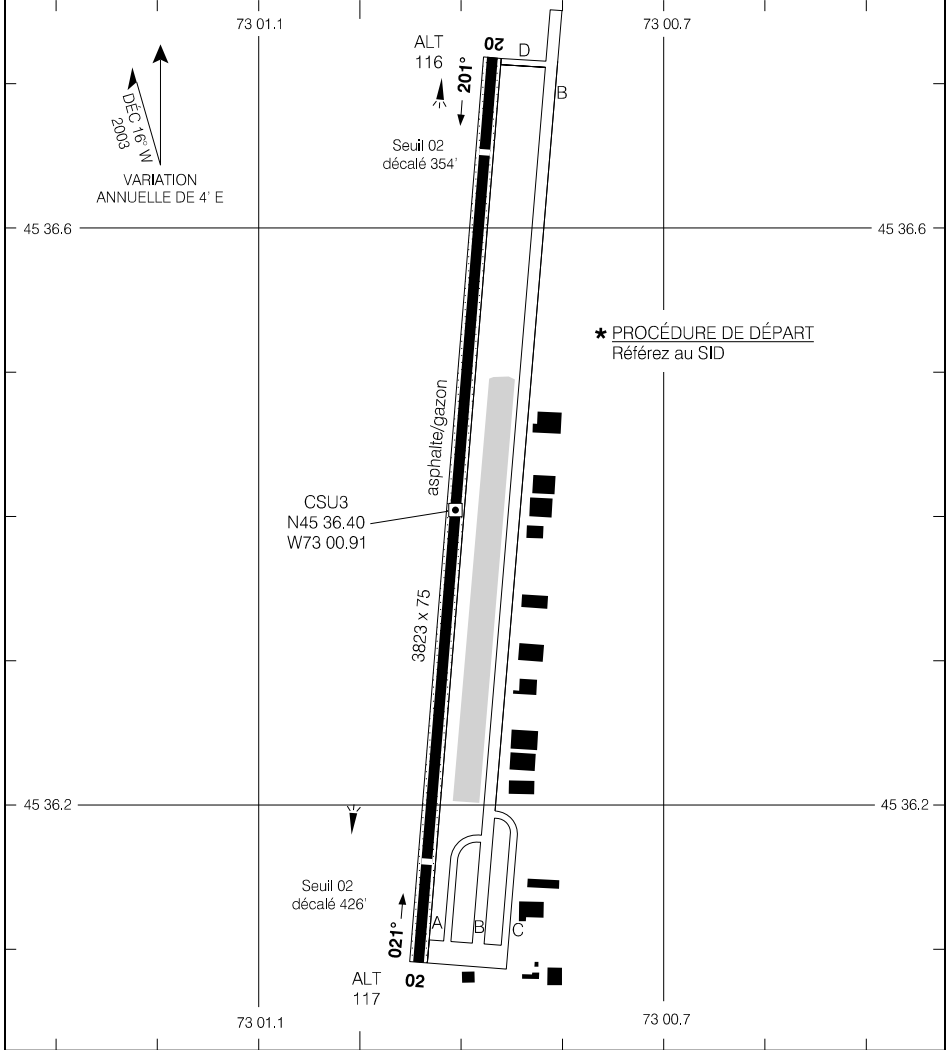 73 01.1
73 00.7
ALT
116
20
D
201°
B
DÉC 16º W
2003
Seuil 02
décalé 354'
VARIATION
ANNUELLE DE 4' E
45 36.6
45 36.6
* PROCÉDURE DE DÉPART
Référez au SID
asphalte/gazon
CSU3
N45 36.40
W73 00.91
3823 x 75
45 36.2
45 36.2
Seuil 02
décalé 426'
A
B
C
021°
ALT
117
02
73 01.1
73 00.7